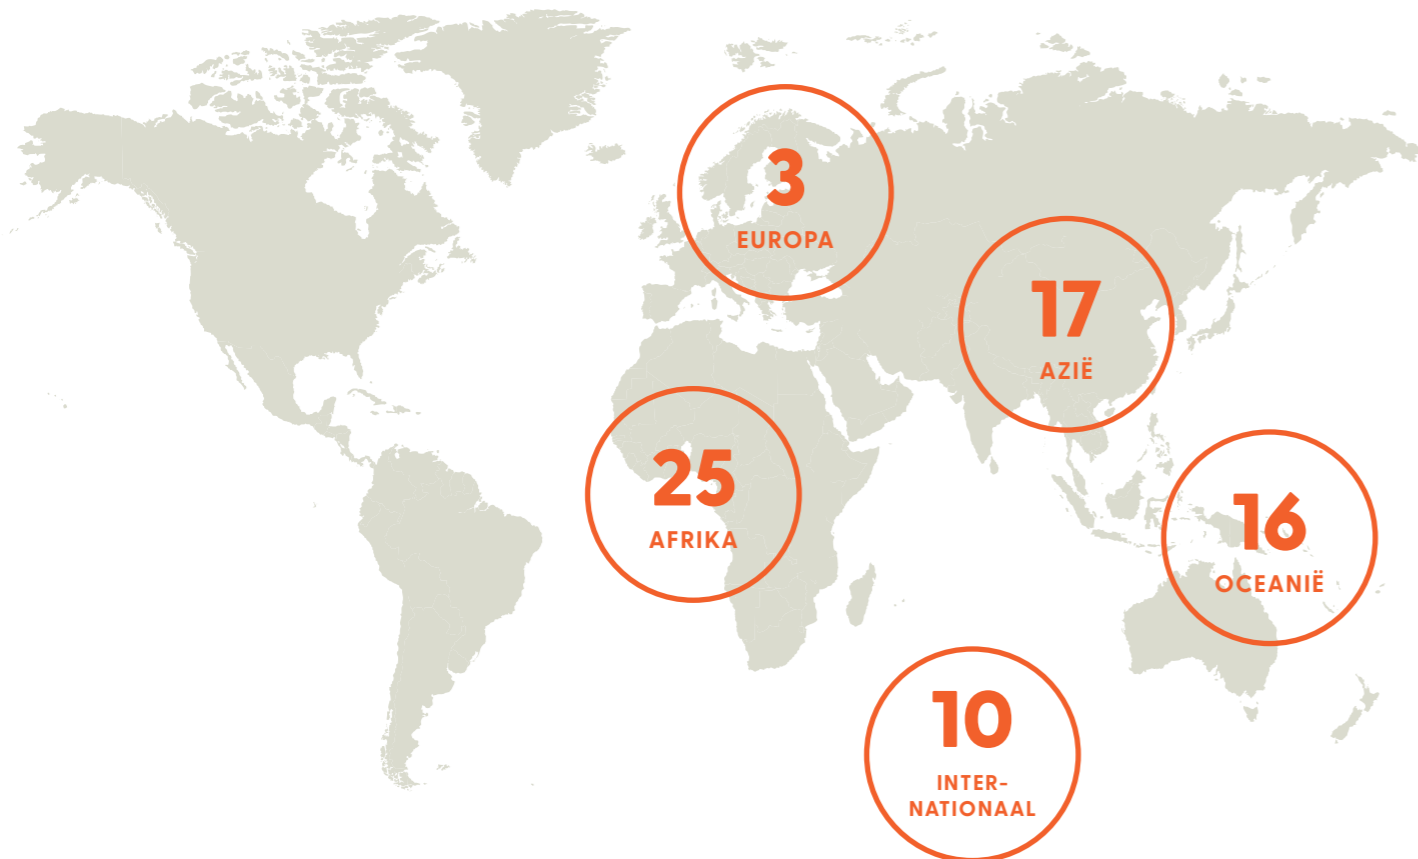 3
EUROPA
17
AZIË
25
AFRIKA
16
OCEANIË
10
INTER-
NATIONAAL